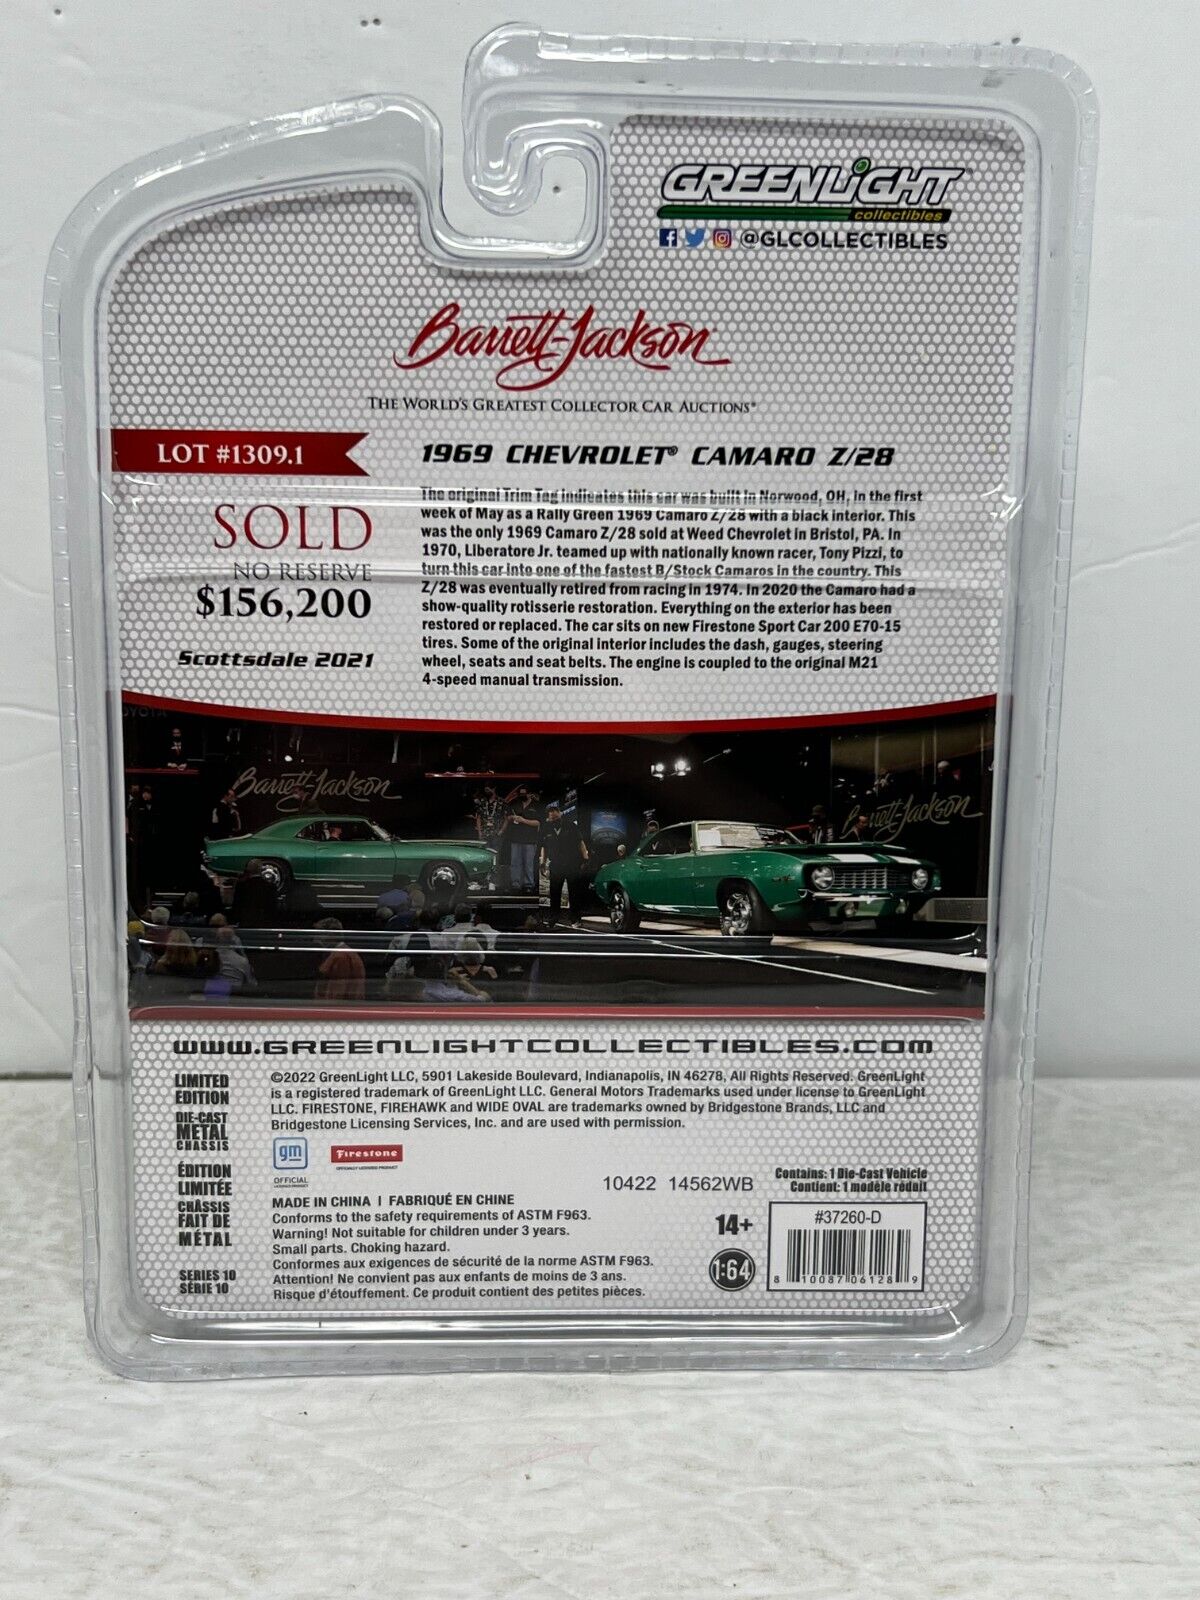 GREENLIGHT
collectibles
@GLCOLLECTIBLES
Barrett-Jackson
THE WORLD'S GREATEST COLLECTOR CAR AUCTIONS®
LOT #1309.1
SOLD
NO RESERVE
$156,200
Scottsdale 2021
1969 CHEVROLET® CAMARO Z/28
The original Trim Tag indicates this car was built in Norwood, OH, in the first
week of May as a Rally Green 1969 Camaro Z/28 with a black interior. This
was the only 1969 Camaro Z/28 sold at Weed Chevrolet in Bristol, PA. In
1970, Liberatore Jr. teamed up with nationally known racer, Tony Pizzi, to
turn this car into one of the fastest B/Stock Camaros in the country. This
Z/28 was eventually retired from racing in 1974. In 2020 the Camaro had a
show-quality rotisserie restoration. Everything on the exterior has been
restored or replaced. The car sits on new Firestone Sport Car 200 E70-15
tires. Some of the original interior includes the dash, gauges, steering
wheel, seats and seat belts. The engine is coupled to the original M21
4-speed manual transmission.
Barrett-Jackson
Barrett-Jackson
WWW.GREENLIGHTCOLLECTIBLES.COM
LIMITED
EDITION
DIE-CAST
METAL
CHASSIS
ÉDITION
LIMITÉE
CHÂSSIS
FAIT DE
MÉTAL
SERIES 10
SÉRIE 10
©2022 GreenLight LLC, 5901 Lakeside Boulevard, Indianapolis, IN 46278, All Rights Reserved. GreenLight
is a registered trademark of GreenLight LLC. General Motors Trademarks used under license to GreenLight
LLC. FIRESTONE, FIREHAWK and WIDE OVAL are trademarks owned by Bridgestone Brands, LLC and
Bridgestone Licensing Services, Inc. and are used with permission.
gm
OFFICIAL
LICENSED PRODUCT
Firestone
OFFICIALLY LICENSED PRODUCT
10422 14562WB
MADE IN CHINA | FABRIQUÉ EN CHINE
Conforms to the safety requirements of ASTM F963.
Warning! Not suitable for children under 3 years.
Small parts. Choking hazard.
Conformes aux exigences de sécurité de la norme ASTM F963.
Attention! Ne convient pas aux enfants de moins de 3 ans.
Risque d'étouffement. Ce produit contient des petites pièces.
Contains: 1 Die-Cast Vehicle
Contient: 1 modèle réduit
14+
1:64
#37260-D
8 10087 06128 9